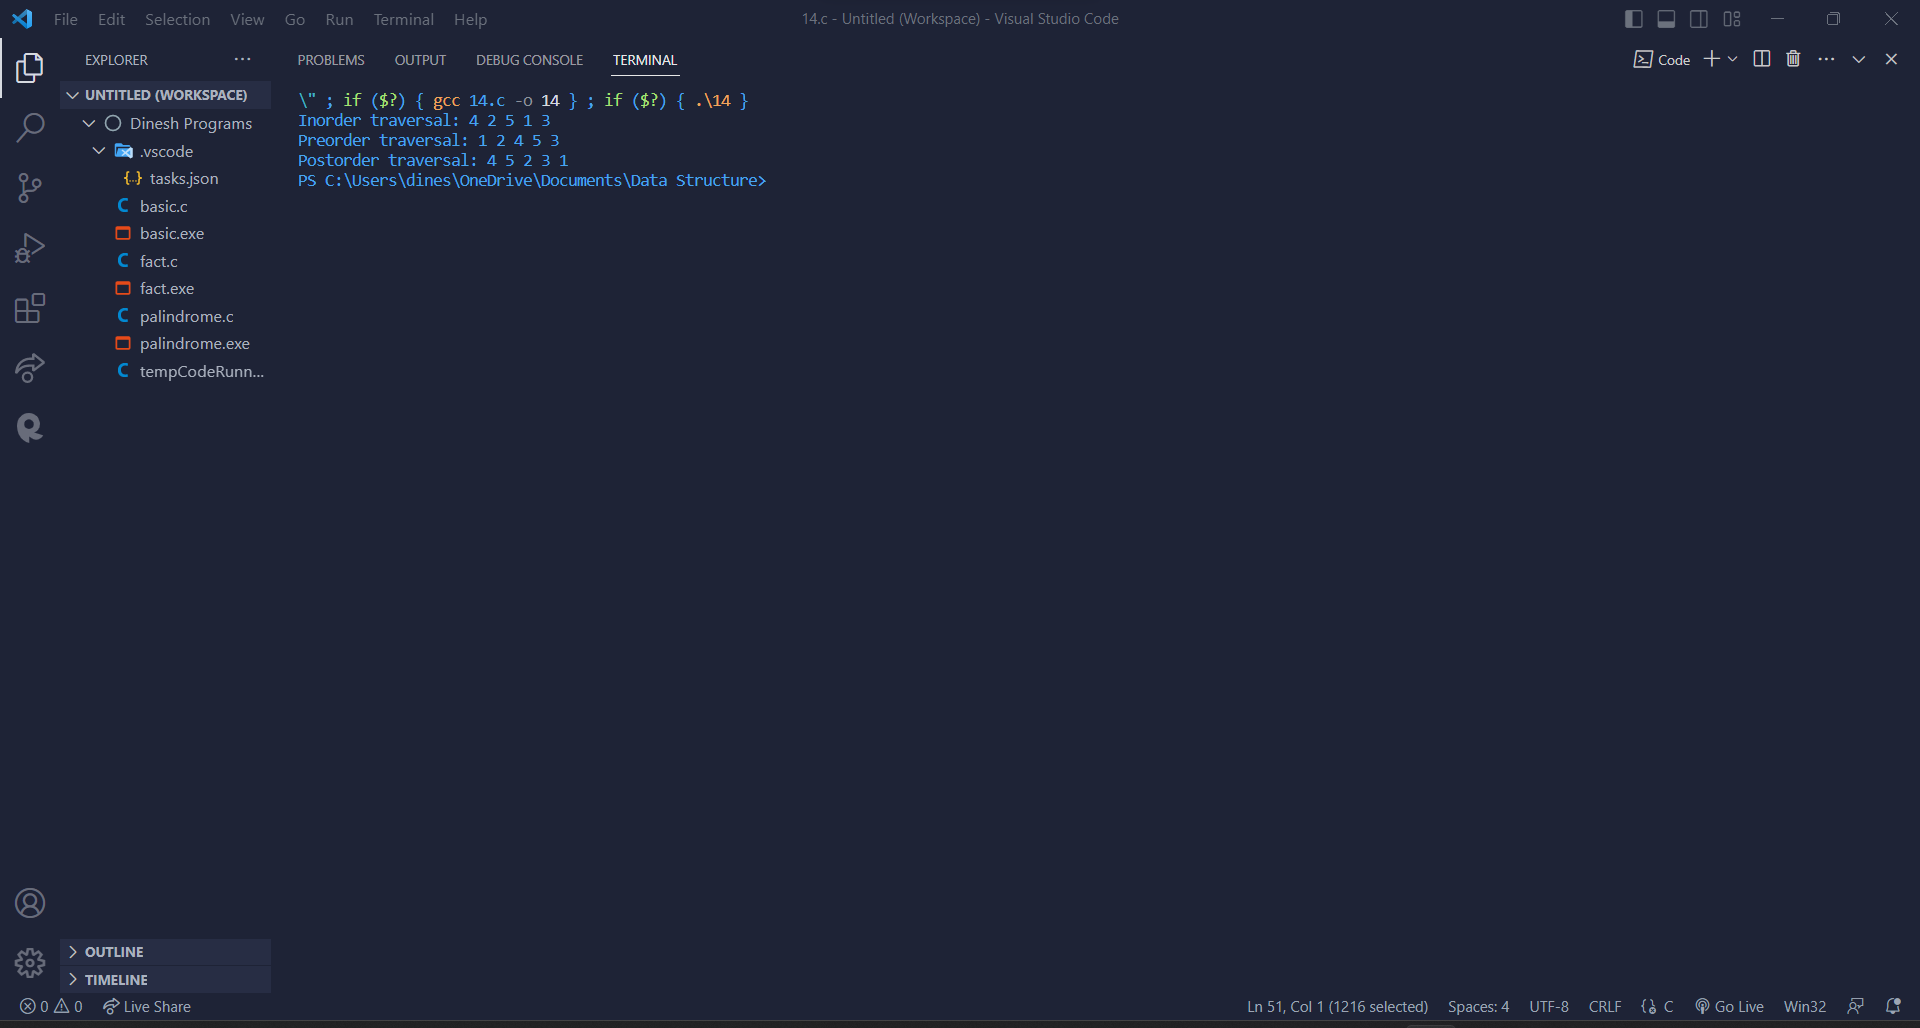 File Edit Selection View Go Run Terminal Help
14.c - Untitled (Workspace) - Visual Studio Code
EXPLORER
UNTITLED (WORKSPACE)
Dinesh Programs
.vscode
{..} tasks.json
C basic.c
basic.exe
C fact.c
fact.exe
C palindrome.c
palindrome.exe
C tempCodeRunn...
OUTLINE
TIMELINE
PROBLEMS OUTPUT DEBUG CONSOLE TERMINAL
Code
\" ; if ($?) { gcc 14.c -o 14 } ; if ($?) { .\14 }
Inorder traversal: 4 2 5 1 3
Preorder traversal: 1 2 4 5 3
Postorder traversal: 4 5 2 3 1
PS C:\Users\dines\OneDrive\Documents\Data Structure>
0 0 Live Share
Ln 51, Col 1 (1216 selected) Spaces: 4 UTF-8 CRLF C Go Live Win32